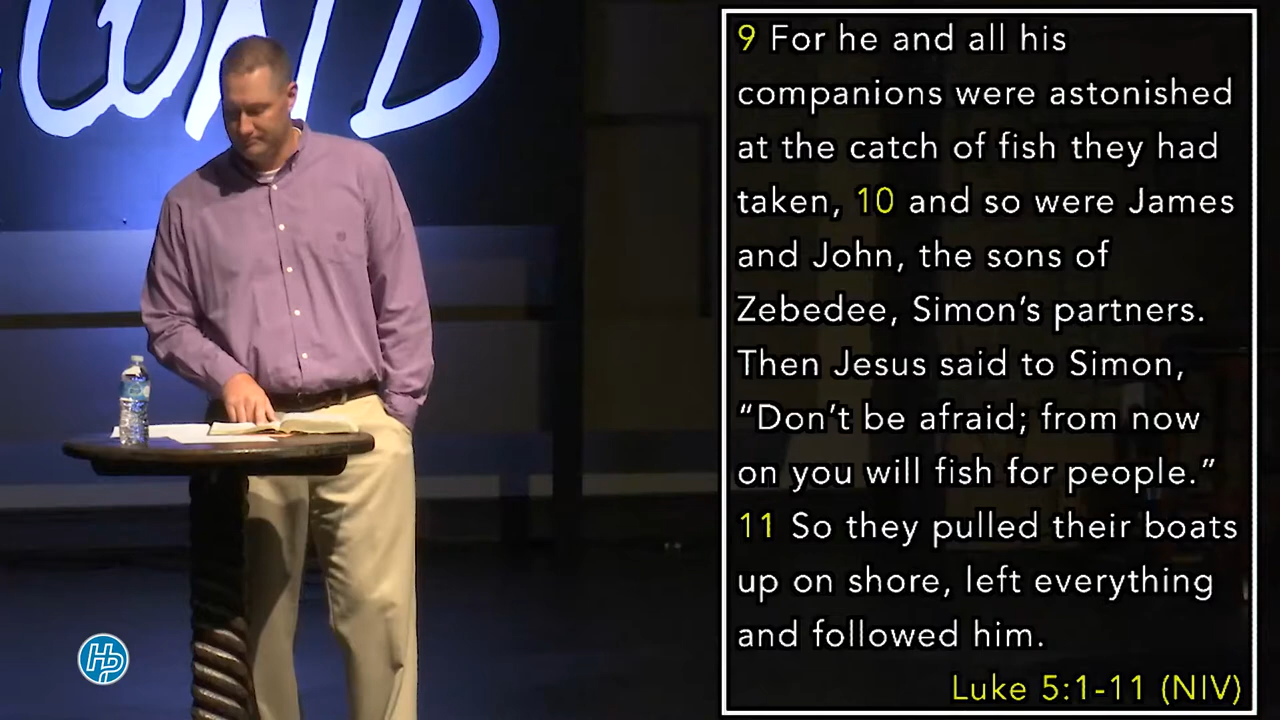 9 For he and all his
companions were astonished
at the catch of fish they had
taken, 10 and so were James
and John, the sons of
Zebedee, Simon’s partners.
Then Jesus said to Simon,
“Don’t be afraid; from now
on you will fish for people.”
11 So they pulled their boats
up on shore, left everything
and followed him.
Luke 5:1-11 (NIV)
HP